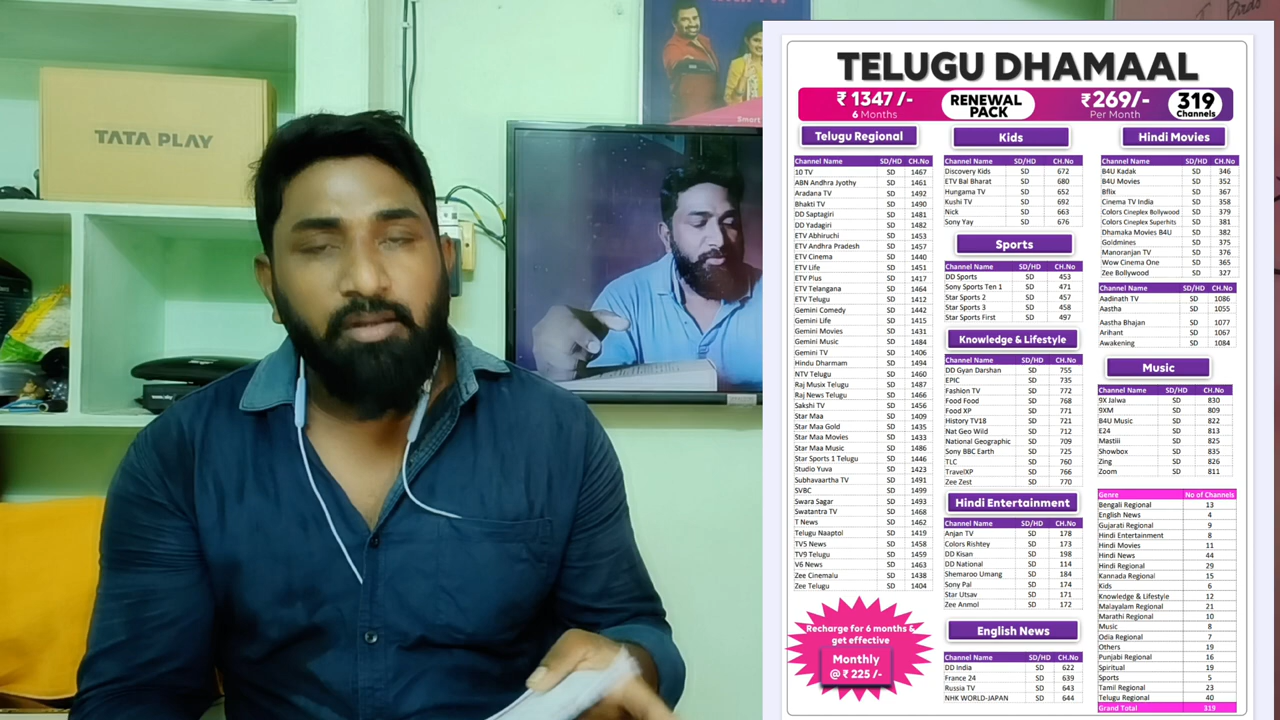 TATA PLAY
Smart
TELUGU DHAMAAL
₹ 1347 /-
6 Months
RENEWAL
PACK
₹269/-
Per Month
319
Channels
Telugu Regional
Channel Name SD/HD CH.No
10 TV SD 1467
ABN Andhra Jyothy SD 1461
Aradana TV SD 1492
Bhakti TV SD 1490
DD Saptagiri SD 1481
DD Yadagiri SD 1482
ETV Abhiruchi SD 1453
ETV Andhra Pradesh SD 1457
ETV Cinema SD 1440
ETV Life SD 1451
ETV Plus SD 1417
ETV Telangana SD 1464
ETV Telugu SD 1412
Gemini Comedy SD 1442
Gemini Life SD 1415
Gemini Movies SD 1431
Gemini Music SD 1484
Gemini TV SD 1406
Hindu Dharmam SD 1494
NTV Telugu SD 1460
Raj Musix Telugu SD 1487
Raj News Telugu SD 1466
Sakshi TV SD 1456
Star Maa SD 1409
Star Maa Gold SD 1435
Star Maa Movies SD 1433
Star Maa Music SD 1486
Star Sports 1 Telugu SD 1446
Studio Yuva SD 1423
Subhavaartha TV SD 1491
SVBC SD 1499
Swara Sagar SD 1493
Swatantra TV SD 1468
T News SD 1462
Telugu Naaptol SD 1419
TV5 News SD 1458
TV9 Telugu SD 1459
V6 News SD 1463
Zee Cinemalu SD 1438
Zee Telugu SD 1404
Recharge for 6 months &
get effective
Monthly
@ ₹ 225 /-
Kids
Channel Name SD/HD CH.No
Discovery Kids SD 672
ETV Bal Bharat SD 680
Hungama TV SD 652
Kushi TV SD 692
Nick SD 663
Sony Yay SD 676
Sports
Channel Name SD/HD CH.No
DD Sports SD 453
Sony Sports Ten 1 SD 471
Star Sports 2 SD 457
Star Sports 3 SD 458
Star Sports First SD 497
Knowledge & Lifestyle
Channel Name SD/HD CH.No
DD Gyan Darshan SD 755
EPIC SD 735
Fashion TV SD 772
Food Food SD 768
Food XP SD 771
History TV18 SD 721
Nat Geo Wild SD 712
National Geographic SD 709
Sony BBC Earth SD 725
TLC SD 760
TravelXP SD 766
Zee Zest SD 770
Hindi Entertainment
Channel Name SD/HD CH.No
Anjan TV SD 178
Colors Rishtey SD 173
DD Kisan SD 198
DD National SD 114
Shemaroo Umang SD 184
Sony Pal SD 174
Star Utsav SD 171
Zee Anmol SD 172
English News
Channel Name SD/HD CH.No
DD India SD 622
France 24 SD 639
Russia TV SD 643
NHK WORLD-JAPAN SD 644
Hindi Movies
Channel Name SD/HD CH.No
B4U Kadak SD 346
B4U Movies SD 352
Bflix SD 367
Cinema TV India SD 358
Colors Cineplex Bollywood SD 379
Colors Cineplex Superhits SD 381
Dhamaka Movies B4U SD 382
Goldmines SD 375
Manoranjan TV SD 376
Wow Cinema One SD 365
Zee Bollywood SD 327
Channel Name SD/HD CH.No
Aadinath TV SD 1086
Aastha SD 1055
Aastha Bhajan SD 1077
Arihant SD 1067
Awakening SD 1084
Music
Channel Name SD/HD CH.No
9X Jalwa SD 830
9XM SD 809
B4U Music SD 822
E24 SD 813
Mastiii SD 825
Showbox SD 835
Zing SD 826
Zoom SD 811
Genre No of Channels
Bengali Regional 13
English News 4
Gujarati Regional 9
Hindi Entertainment 8
Hindi Movies 11
Hindi News 44
Hindi Regional 29
Kannada Regional 15
Kids 6
Knowledge & Lifestyle 12
Malayalam Regional 21
Marathi Regional 10
Music 8
Odia Regional 7
Others 19
Punjabi Regional 16
Spiritual 19
Sports 5
Tamil Regional 23
Telugu Regional 40
Grand Total 319